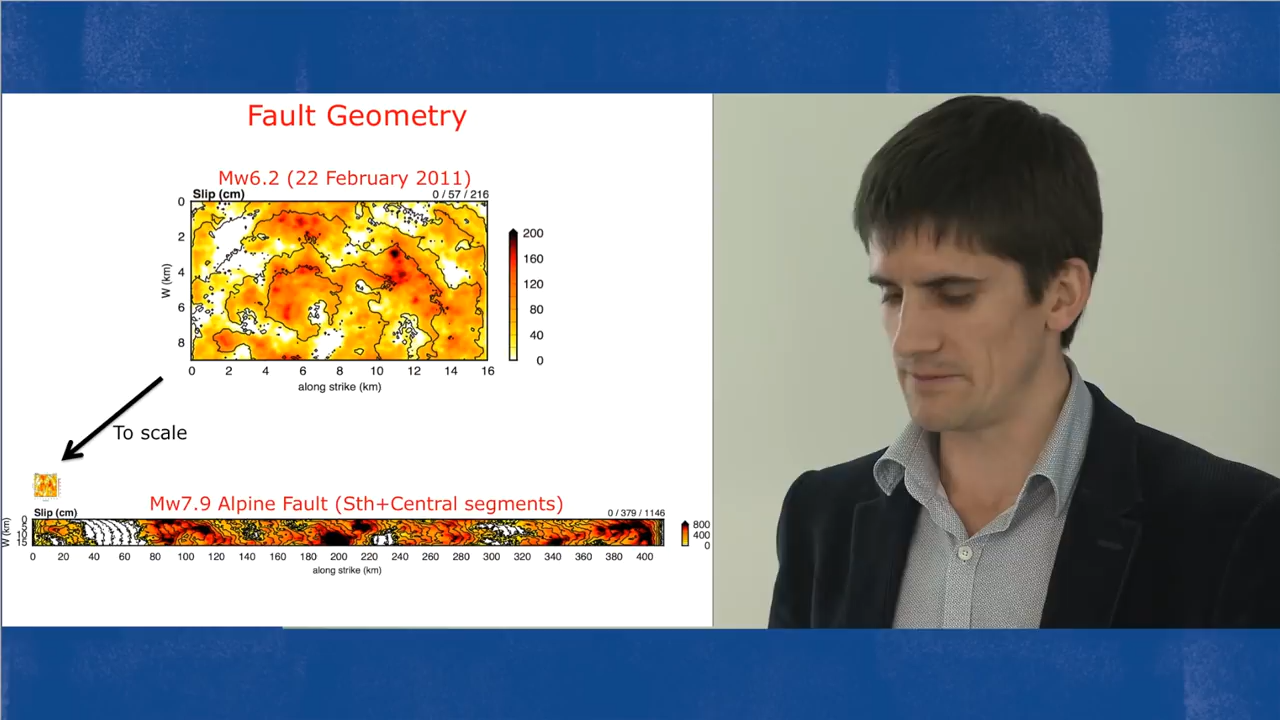 Fault Geometry
Mw6.2 (22 February 2011)
Slip (cm)
0 / 57 / 216
0
2
4
6
8
W (km)
0 2 4 6 8 10 12 14 16
along strike (km)
200
160
120
80
40
0
To scale
Mw7.9 Alpine Fault (Sth+Central segments)
Slip (cm)
0 / 379 / 1146
0
5
10
15
W (km)
0 20 40 60 80 100 120 140 160 180 200 220 240 260 280 300 320 340 360 380 400
along strike (km)
800
400
0